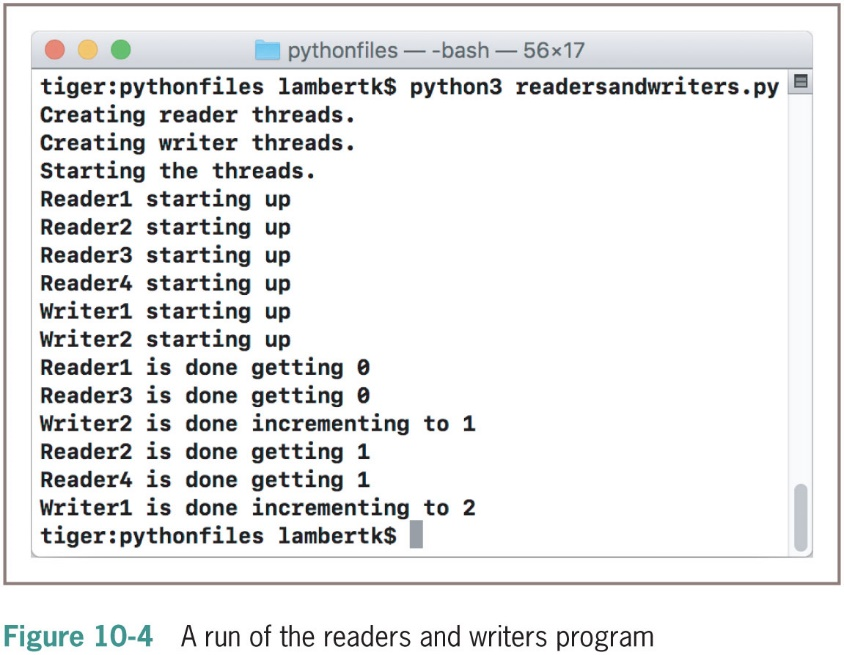 pythonfiles — -bash — 56×17
tiger:pythonfiles lambertk$ python3 readersandwriters.py
Creating reader threads.
Creating writer threads.
Starting the threads.
Reader1 starting up
Reader2 starting up
Reader3 starting up
Reader4 starting up
Writer1 starting up
Writer2 starting up
Reader1 is done getting 0
Reader3 is done getting 0
Writer2 is done incrementing to 1
Reader2 is done getting 1
Reader4 is done getting 1
Writer1 is done incrementing to 2
tiger:pythonfiles lambertk$
Figure 10-4 A run of the readers and writers program